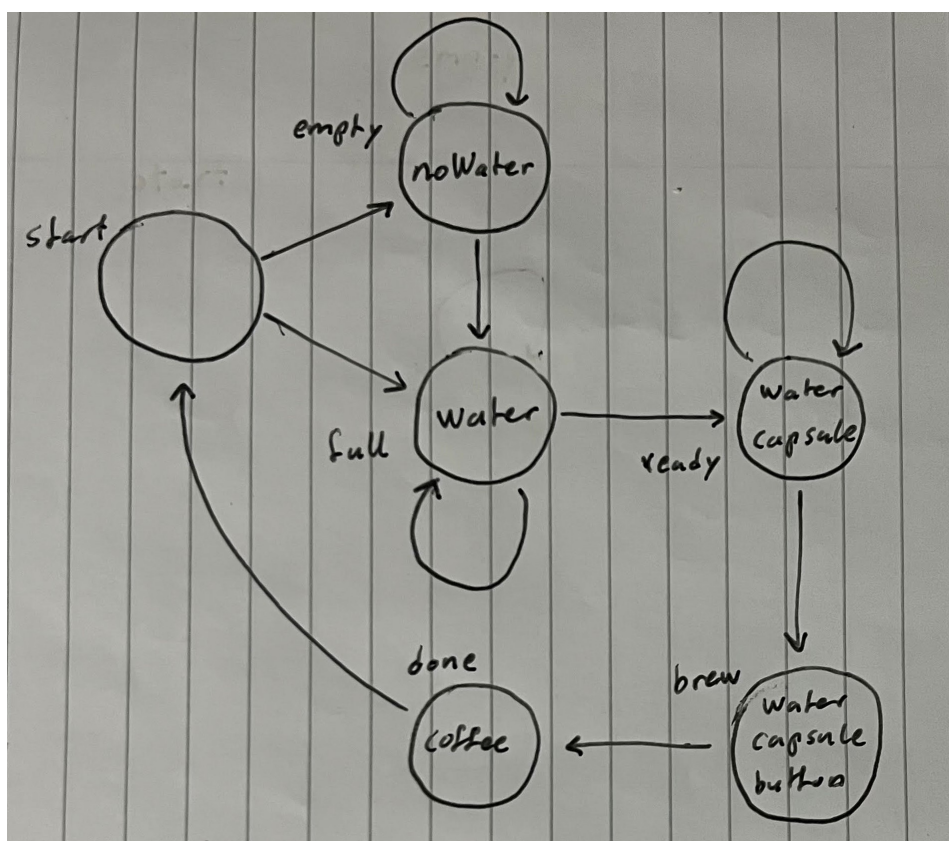 empty
noWater
start
water
full
ready
water
capsule
done
brew
coffee
water
capsule
button